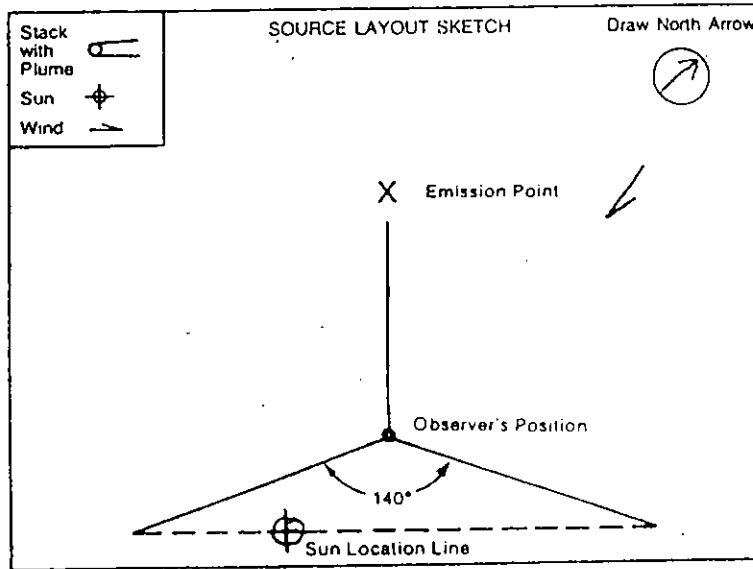 Stack
with
Plume
Sun
Wind
SOURCE LAYOUT SKETCH
Draw North Arrow
X Emission Point
Observer's Position
140°
Sun Location Line